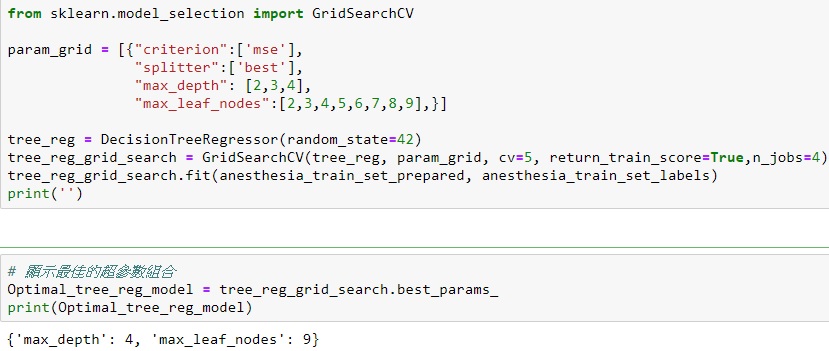 from sklearn.model_selection import GridSearchCV
param_grid = [{"criterion":['mse'],
"splitter":['best'],
"max_depth": [2,3,4],
"max_leaf_nodes":[2,3,4,5,6,7,8,9],}]
tree_reg = DecisionTreeRegressor(random_state=42)
tree_reg_grid_search = GridSearchCV(tree_reg, param_grid, cv=5, return_train_score=True,n_jobs=4)
tree_reg_grid_search.fit(anesthesia_train_set_prepared, anesthesia_train_set_labels)
print('')
# 顯示最佳的超參數組合
Optimal_tree_reg_model = tree_reg_grid_search.best_params_
print(Optimal_tree_reg_model)
{'max_depth': 4, 'max_leaf_nodes': 9}